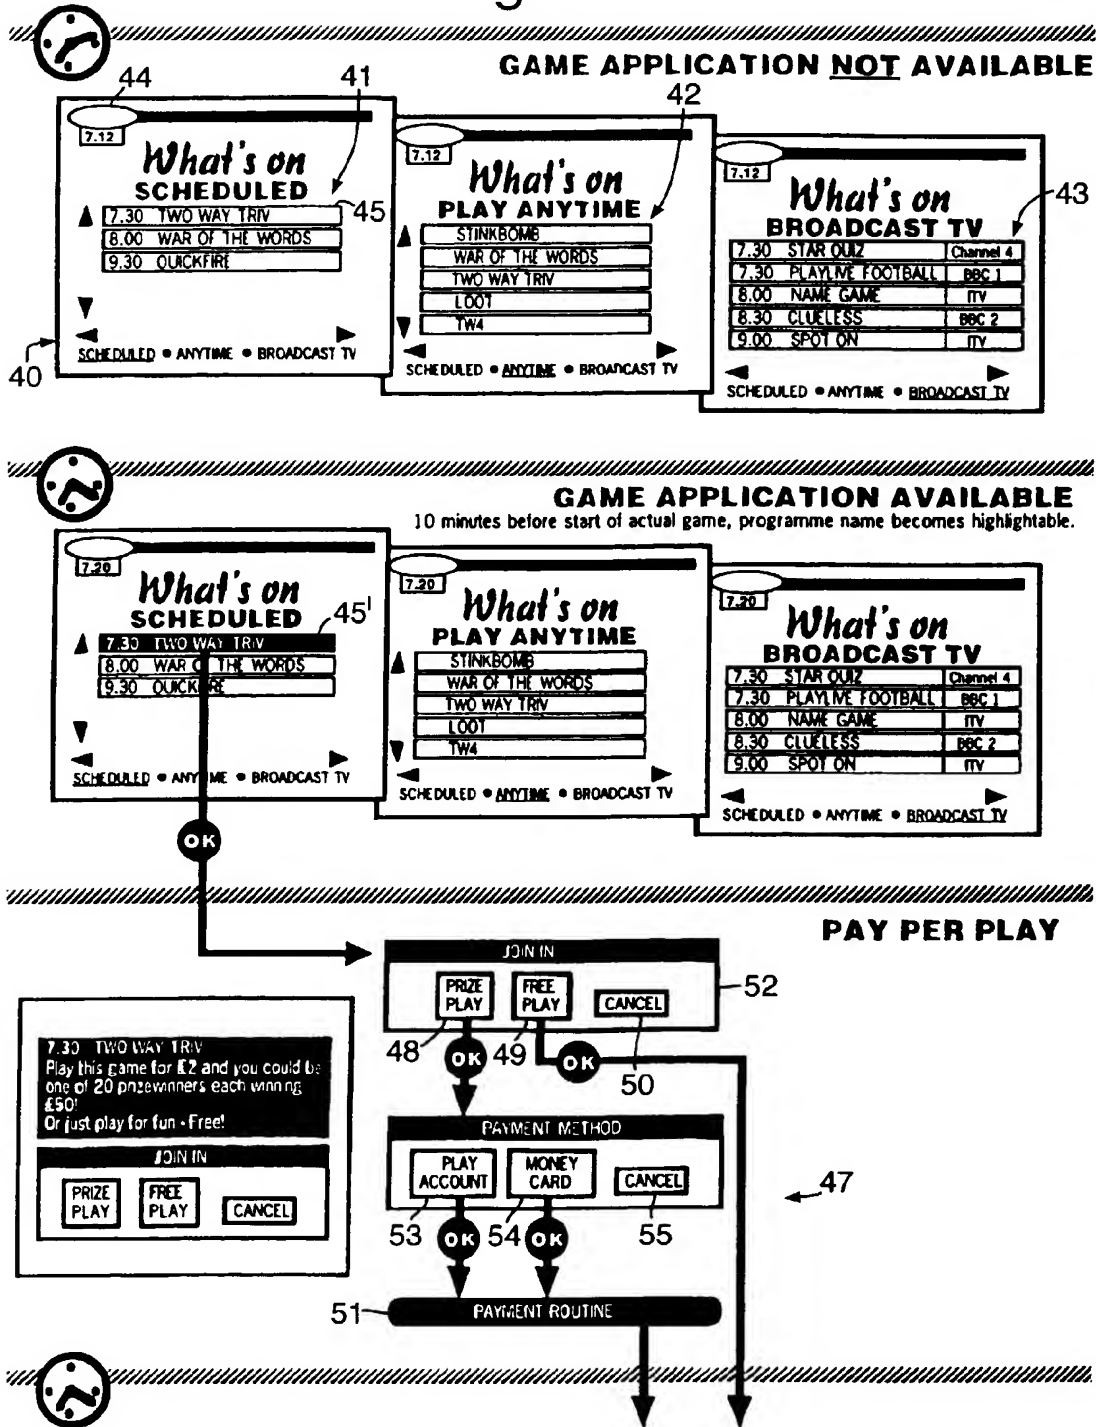 GAME APPLICATION NOT AVAILABLE
44
41
42
7.12
What's on
SCHEDULED
7.30 TWO WAY TRIV
45
8.00 WAR OF THE WORDS
9.30 QUICKFIRE
SCHEDULED • ANYTIME • BROADCAST TV
40
7.12
What's on
PLAY ANYTIME
STINKBOMB
WAR OF THE WORDS
TWO WAY TRIV
LOOT
TW4
SCHEDULED • ANYTIME • BROADCAST TV
7.12
What's on
43
BROADCAST TV
7.30 STAR QUIZ Channel 4
7.30 PLAYLIVE FOOTBALL BBC 1
8.00 NAME GAME ITV
8.30 CLUELESS BBC 2
9.00 SPOT ON ITV
SCHEDULED • ANYTIME • BROADCAST TV
GAME APPLICATION AVAILABLE
10 minutes before start of actual game, programme name becomes highlightable.
7.20
What's on
SCHEDULED
45'
7.30 TWO WAY TRIV
8.00 WAR OF THE WORDS
9.30 QUICKFIRE
SCHEDULED • ANYTIME • BROADCAST TV
7.20
What's on
PLAY ANYTIME
STINKBOMB
WAR OF THE WORDS
TWO WAY TRIV
LOOT
TW4
SCHEDULED • ANYTIME • BROADCAST TV
7.20
What's on
BROADCAST TV
7.30 STAR QUIZ Channel 4
7.30 PLAYLIVE FOOTBALL BBC 1
8.00 NAME GAME ITV
8.30 CLUELESS BBC 2
9.00 SPOT ON ITV
SCHEDULED • ANYTIME • BROADCAST TV
OK
PAY PER PLAY
JOIN IN
PRIZE PLAY
FREE PLAY
CANCEL
52
48
OK
49
OK
50
7.30 TWO WAY TRIV
Play this game for £2 and you could be
one of 20 prizewinners each winning
£50!
Or just play for fun - Free!
JOIN IN
PRIZE PLAY
FREE PLAY
CANCEL
PAYMENT METHOD
PLAY ACCOUNT
MONEY CARD
CANCEL
47
53
OK
54
OK
55
51
PAYMENT ROUTINE